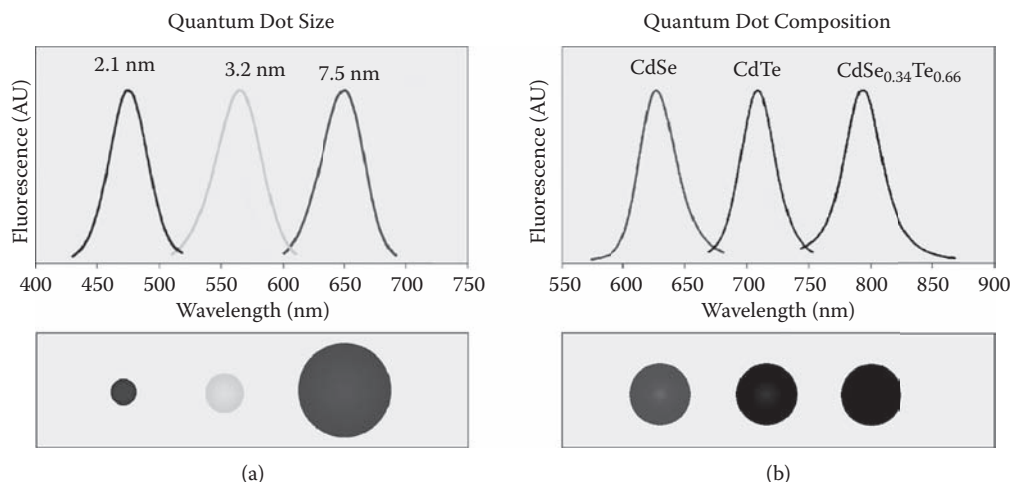 Quantum Dot Size
2.1 nm
3.2 nm
7.5 nm
Fluorescence (AU)
400 450 500 550 600 650 700 750
Wavelength (nm)
(a)
Quantum Dot Composition
CdSe
CdTe
CdSe0.34Te0.66
Fluorescence (AU)
550 600 650 700 750 800 850 900
Wavelength (nm)
(b)